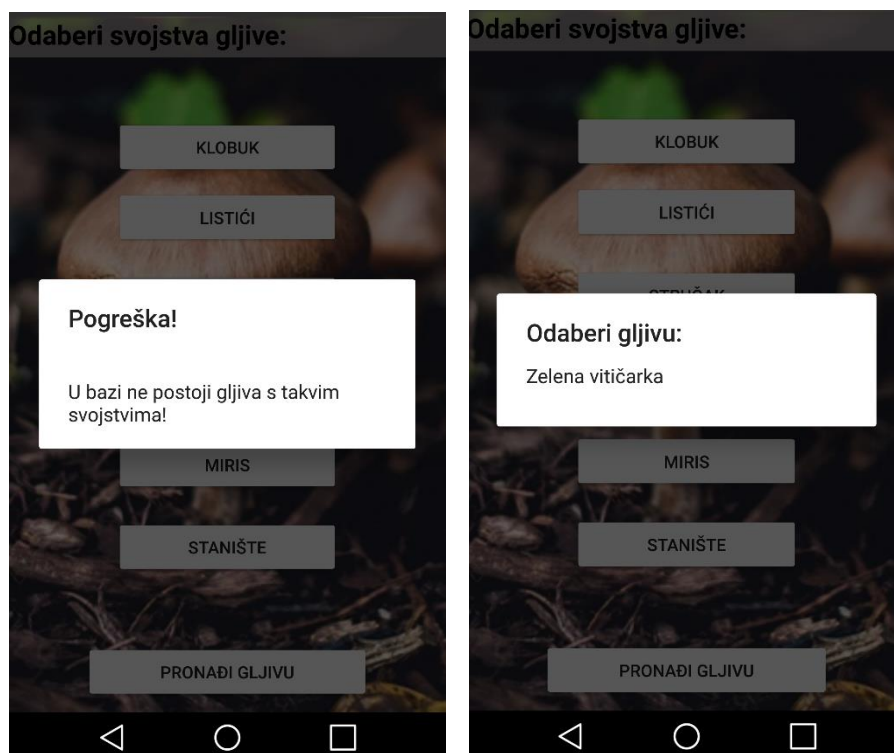 Odaberi svojstva gljive:
KLOBUK
LISTIĆI
Pogreška!
U bazi ne postoji gljiva s takvim
svojstvima!
MIRIS
STANIŠTE
PRONAĐI GLJIVU
Odaberi svojstva gljive:
KLOBUK
LISTIĆI
STRUČAK
Odaberi gljivu:
Zelena vitičarka
MIRIS
STANIŠTE
PRONAĐI GLJIVU